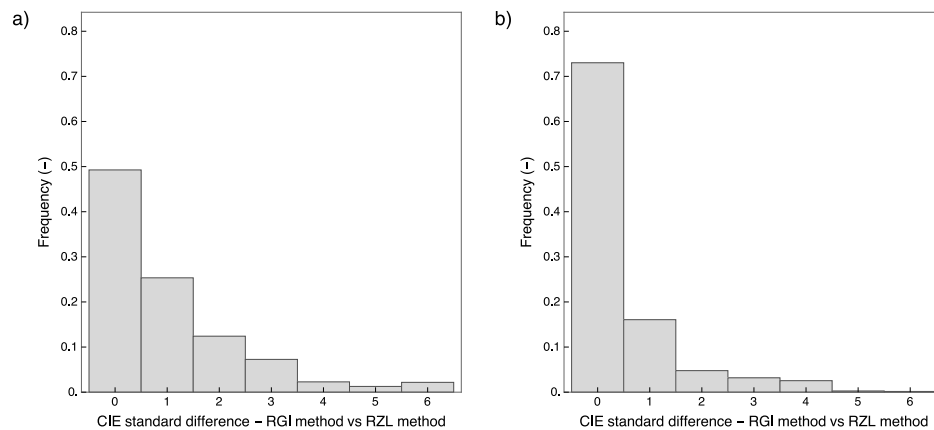 a)
0.8
0.7
0.6
0.5
0.4
0.3
0.2
0.1
0
Frequency (-)
0 1 2 3 4 5 6
CIE standard difference - RGI method vs RZL method
b)
0.8
0.7
0.6
0.5
0.4
0.3
0.2
0.1
0
Frequency (-)
0 1 2 3 4 5 6
CIE standard difference - RGI method vs RZL method